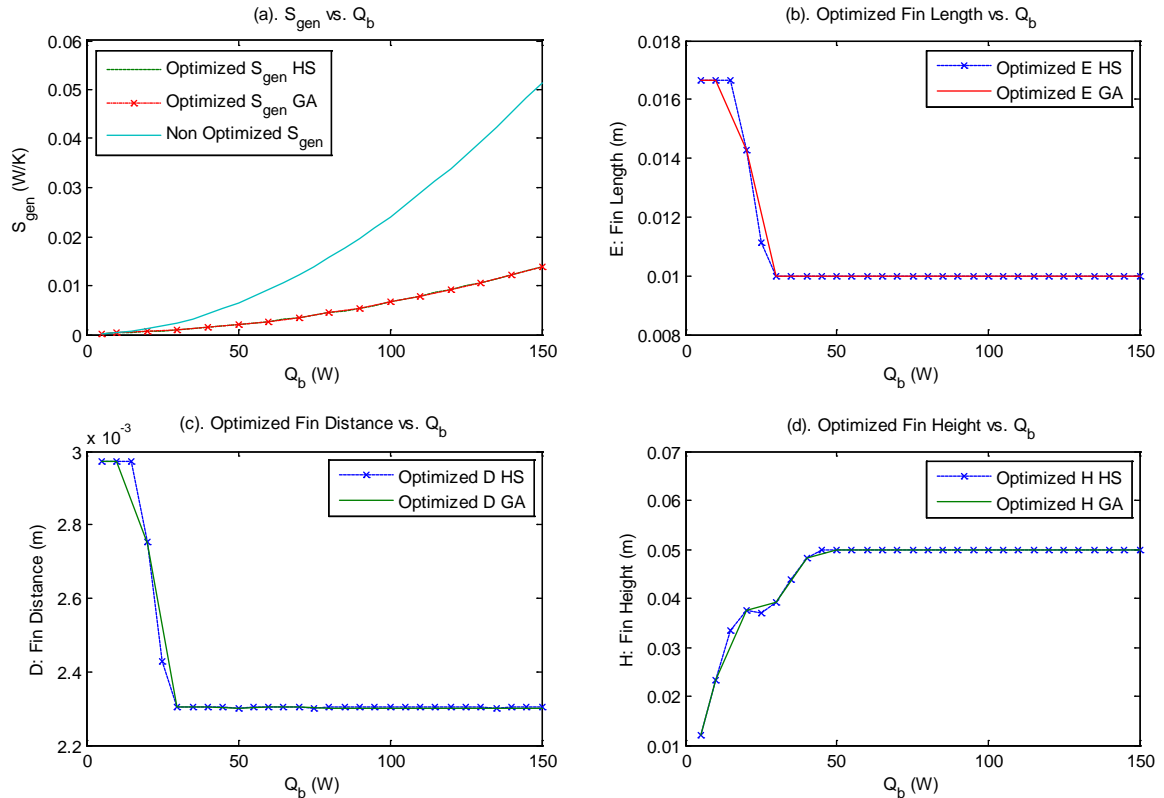 (a). S_gen vs. Q_b
0.06
0.05
0.04
0.03
0.02
0.01
0
S_gen (W/K)
Optimized S_gen HS
Optimized S_gen GA
Non Optimized S_gen
0 50 100 150
Q_b (W)
(b). Optimized Fin Length vs. Q_b
0.018
0.016
0.014
0.012
0.01
0.008
E: Fin Length (m)
Optimized E HS
Optimized E GA
0 50 100 150
Q_b (W)
(c). Optimized Fin Distance vs. Q_b
x 10^-3
3
2.8
2.6
2.4
2.2
D: Fin Distance (m)
Optimized D HS
Optimized D GA
0 50 100 150
Q_b (W)
(d). Optimized Fin Height vs. Q_b
0.07
0.06
0.05
0.04
0.03
0.02
0.01
H: Fin Height (m)
Optimized H HS
Optimized H GA
0 50 100 150
Q_b (W)